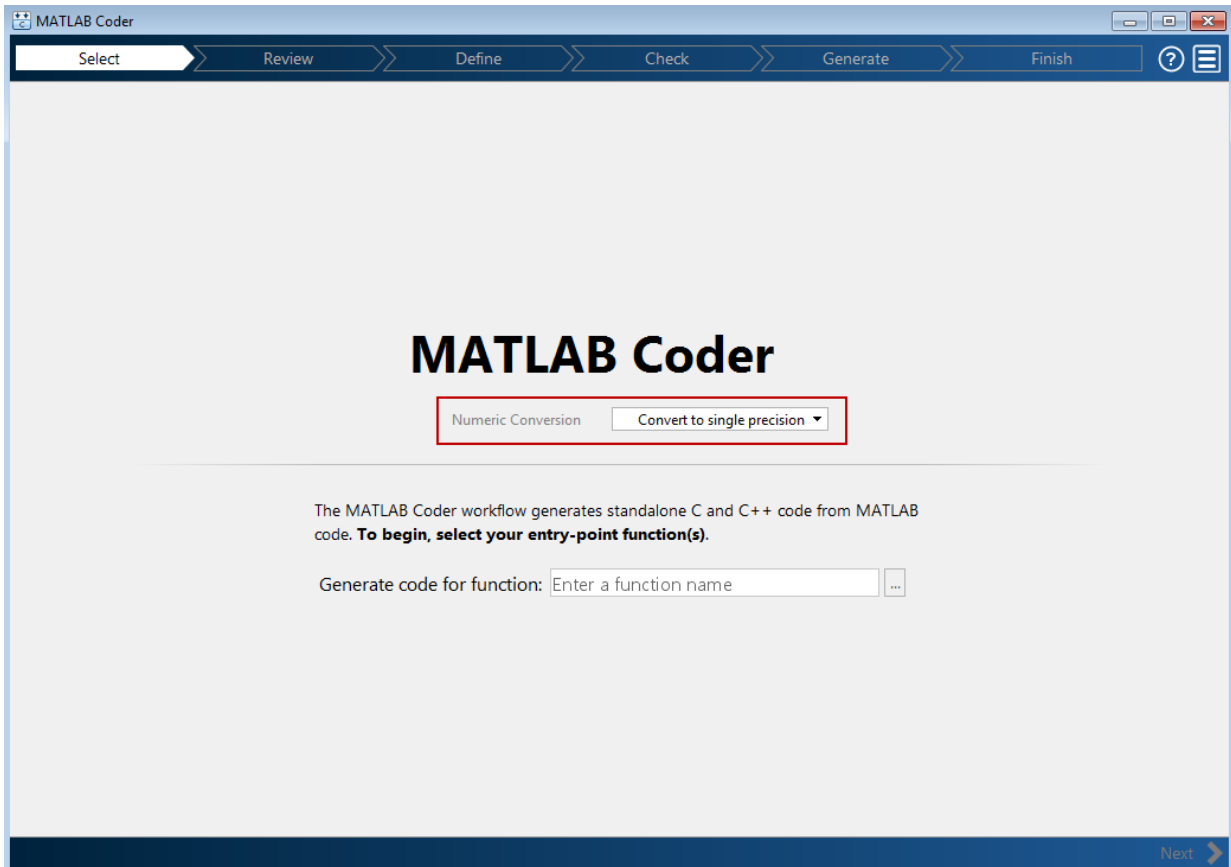 MATLAB Coder
Select Review Define Check Generate Finish
MATLAB Coder
Numeric Conversion Convert to single precision
The MATLAB Coder workflow generates standalone C and C++ code from MATLAB
code. To begin, select your entry-point function(s).
Generate code for function: Enter a function name ...
Next